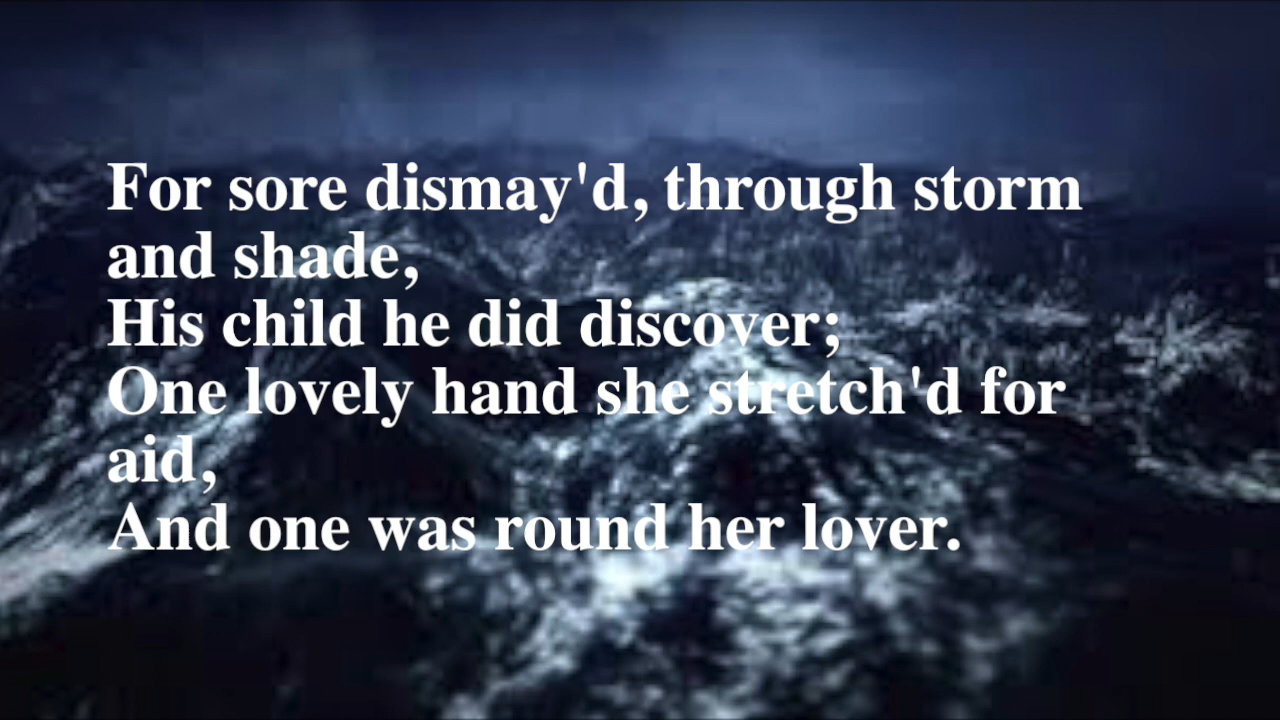 For sore dismay'd, through storm
and shade,
His child he did discover;
One lovely hand she stretch'd for
aid,
And one was round her lover.